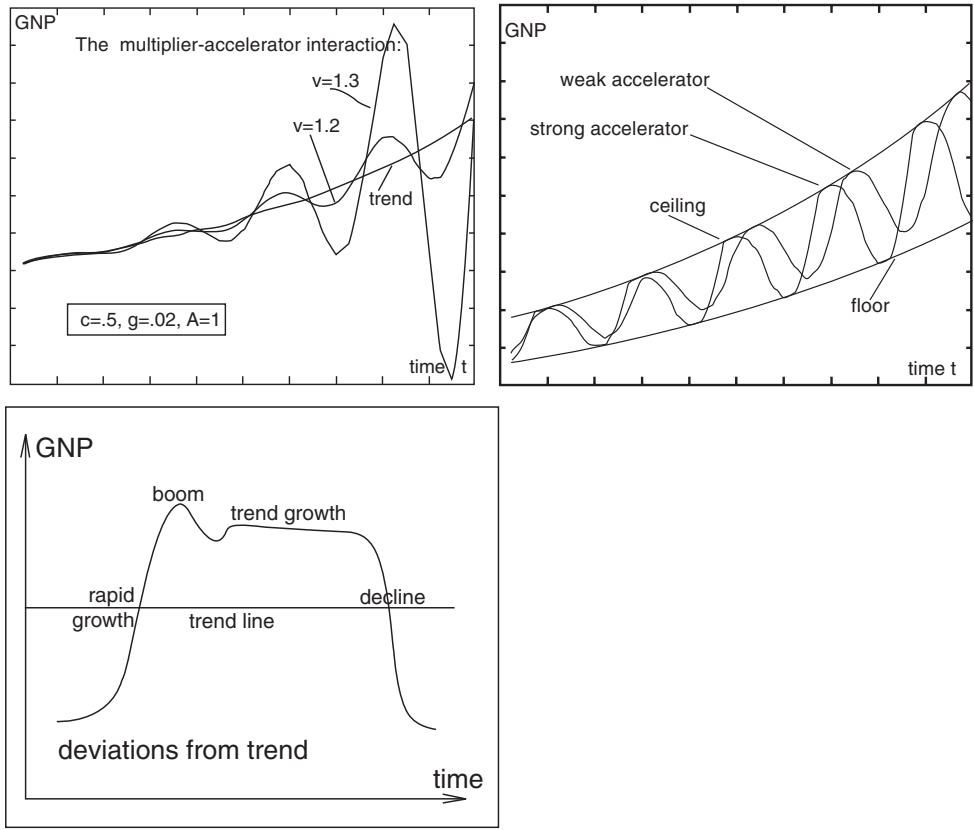 GNP
The multiplier-accelerator interaction:
v=1.3
v=1.2
trend
c=.5, g=.02, A=1
time t
GNP
weak accelerator
strong accelerator
ceiling
floor
time t
GNP
boom
trend growth
rapid
growth
decline
trend line
deviations from trend
time